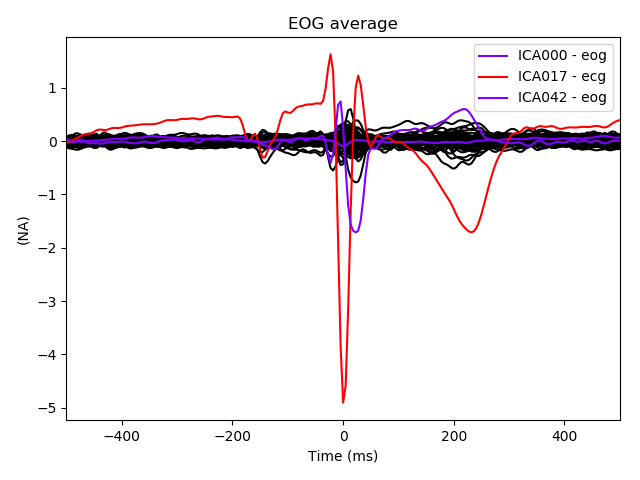 EOG average
ICA000 - eog
ICA017 - ecg
ICA042 - eog
1
0
−1
−2
−3
−4
−5
(NA)
−400 −200 0 200 400
Time (ms)